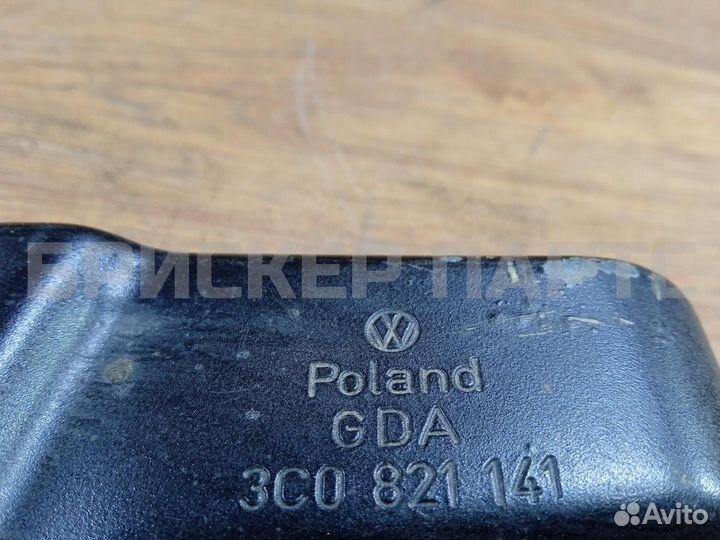 БРИСКЕР ПАРТС
Poland
GDA
3C0 821 141
Avito